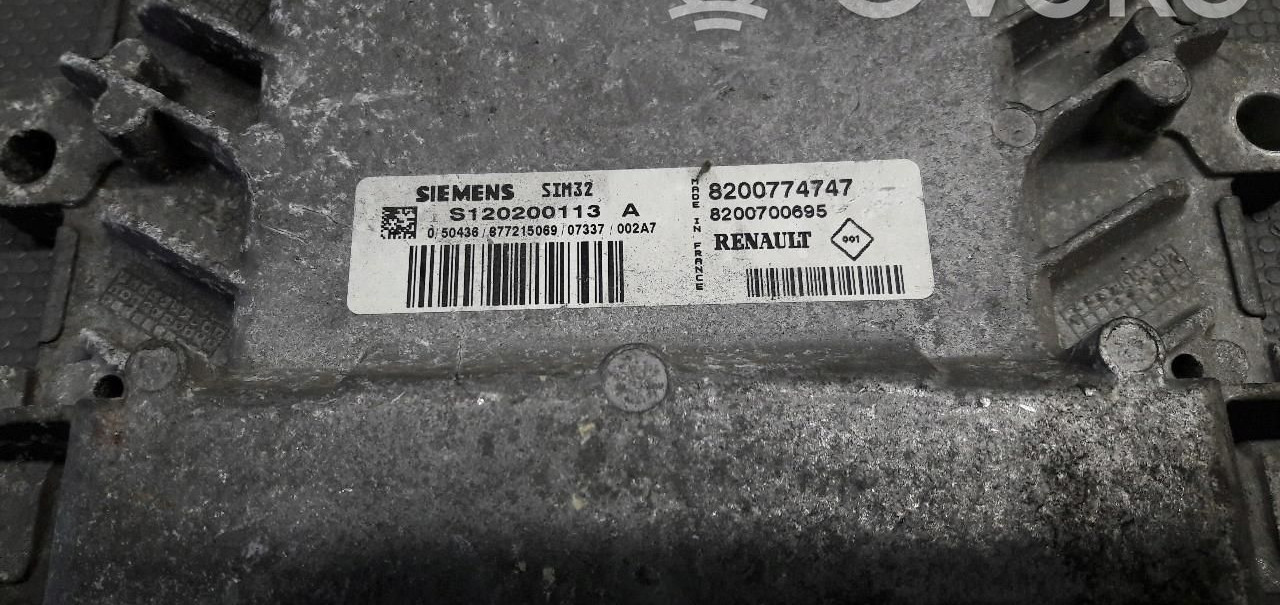 SIEMENS SIM32
S120200113 A
0/50436/877215069/07337/002A7
MADE IN FRANCE
8200774747
8200700695
RENAULT 001